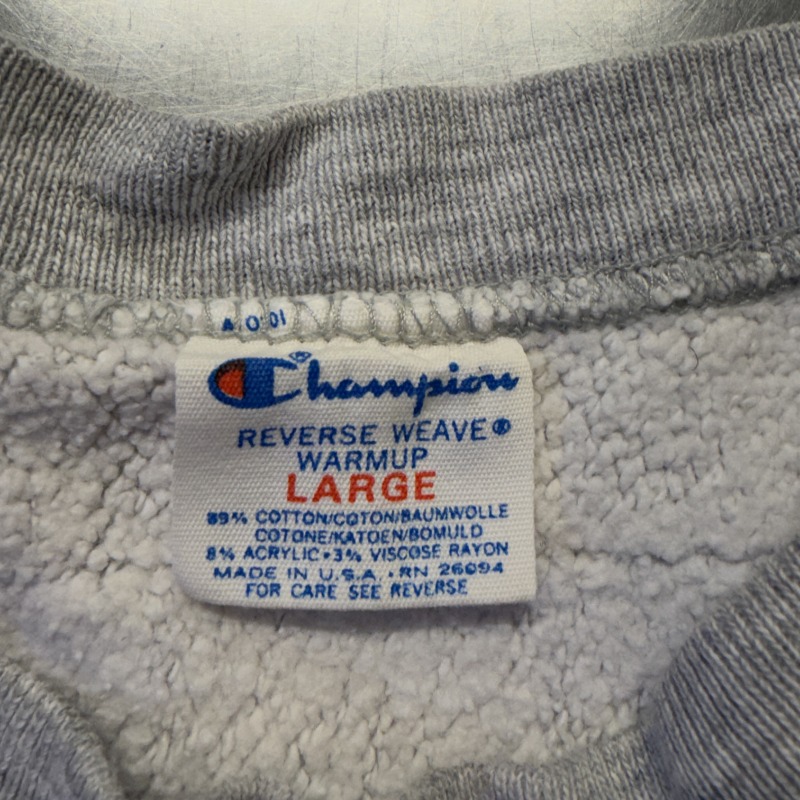 A 0 01
Champion®
REVERSE WEAVE®
WARMUP
LARGE
89% COTTON/COTON/BAUMWOLLE
COTONE/KATOEN/BOMULD
8% ACRYLIC•3% VISCOSE RAYON
MADE IN U.S.A. • RN 26094
FOR CARE SEE REVERSE